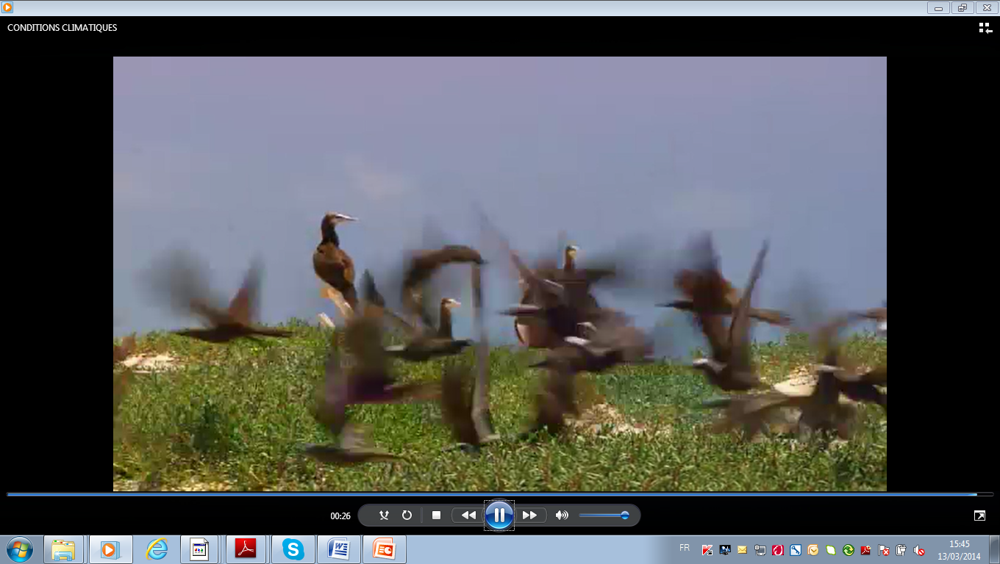 CONDITIONS CLIMATIQUES
00:26
FR
15:45
13/03/2014